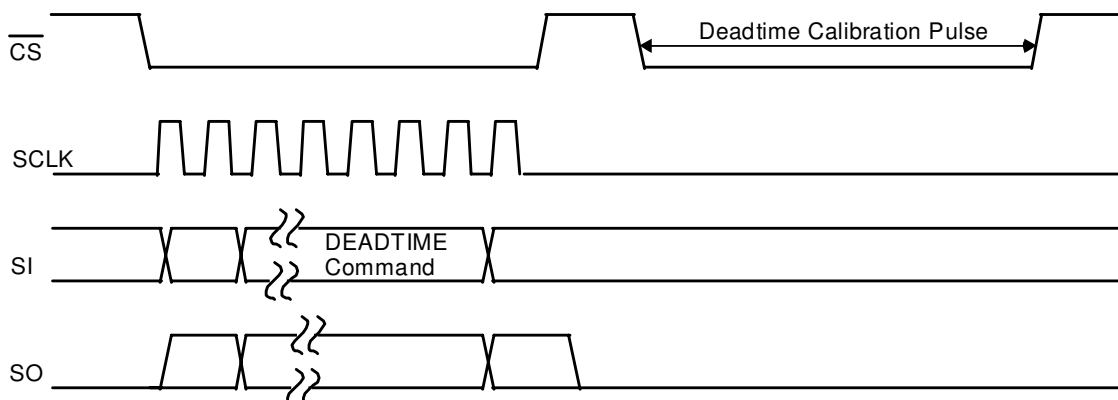 CS
Deadtime Calibration Pulse
SCLK
SI
DEADTIME
Command
SO